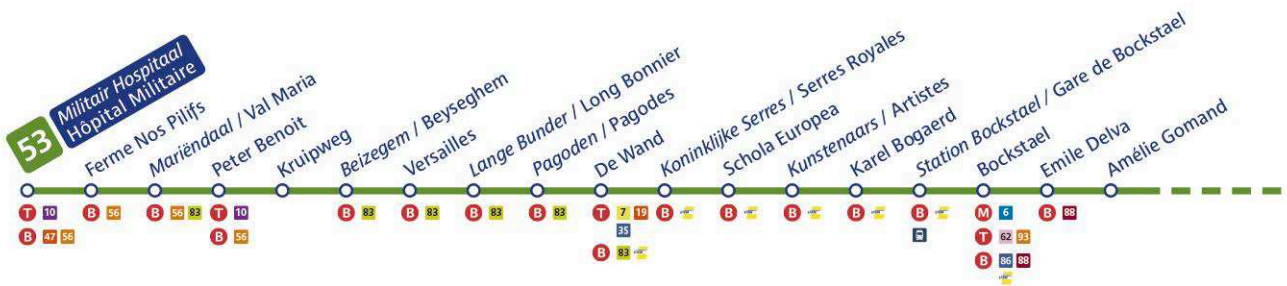 53
Militair Hospitaal
Hôpital Militaire
Ferme Nos Pilifs
Mariëndaal / Val Maria
Peter Benoit
Kruipweg
Beizegem / Beyseghem
Versailles
Lange Bunder / Long Bonnier
Pagoden / Pagodes
De Wand
Koninklijke Serres / Serres Royales
Schola Europea
Kunstenaars / Artistes
Karel Bogaerd
Station Bockstael / Gare de Bockstael
Bockstael
Emile Delva
Amélie Gomand
T 10
B 47 56
B 56
B 56 83
T 10
B 56
B 83
B 83
B 83
B 83
T 7 19
35
B 83
B
B
B
B
B
M 6
T 62 93
B 86 88
B 88